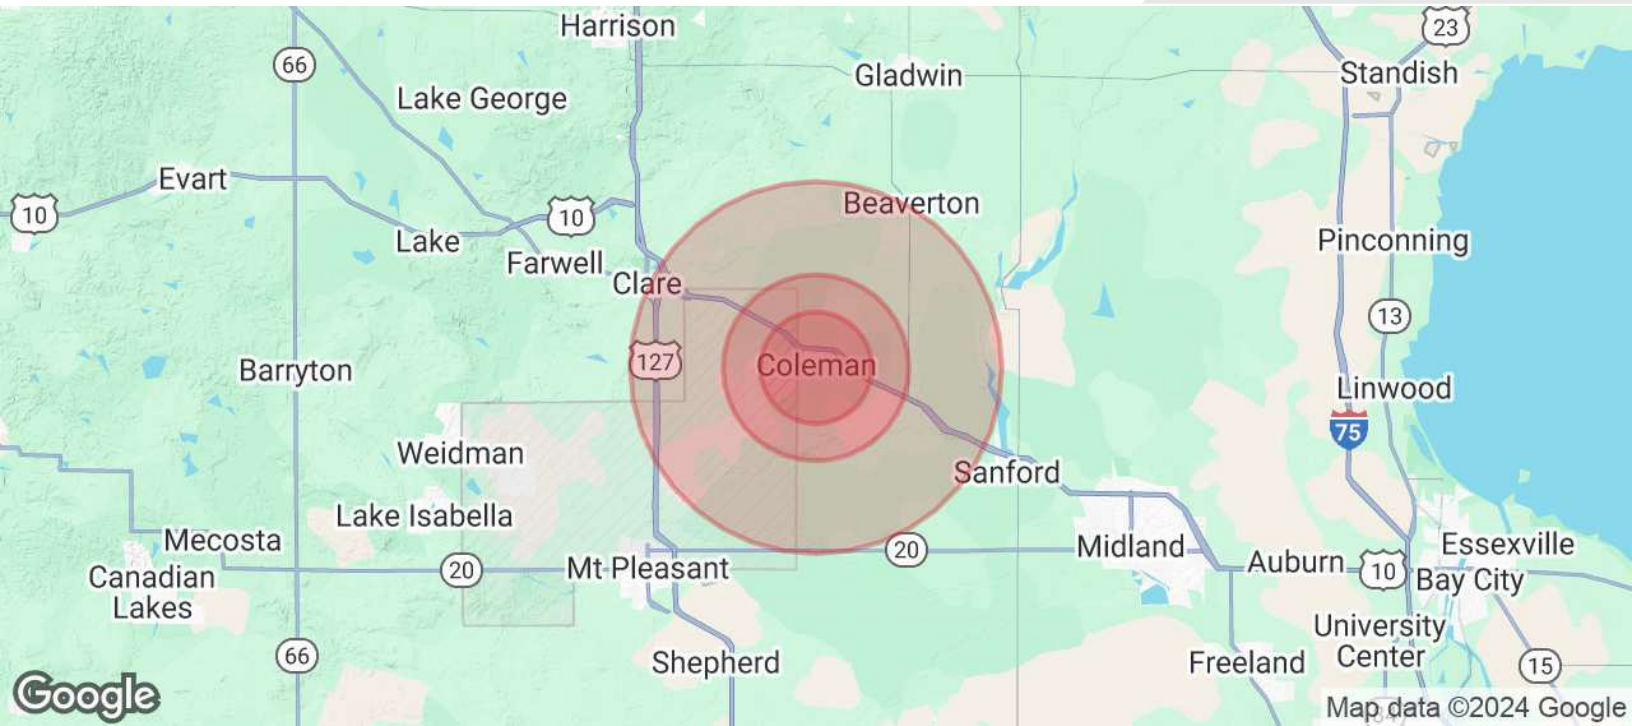 Harrison
23
66
Gladwin
Standish
Lake George
Evart
10
10
Beaverton
Lake
Pinconning
Farwell
Clare
13
127
Coleman
Barryton
Linwood
75
Weidman
Sanford
Lake Isabella
Mecosta
20
Mt Pleasant
20
Midland
Auburn
10
Essexville
Bay City
Canadian
Lakes
University
Center
66
Shepherd
Freeland
15
Google
Map data ©2024 Google